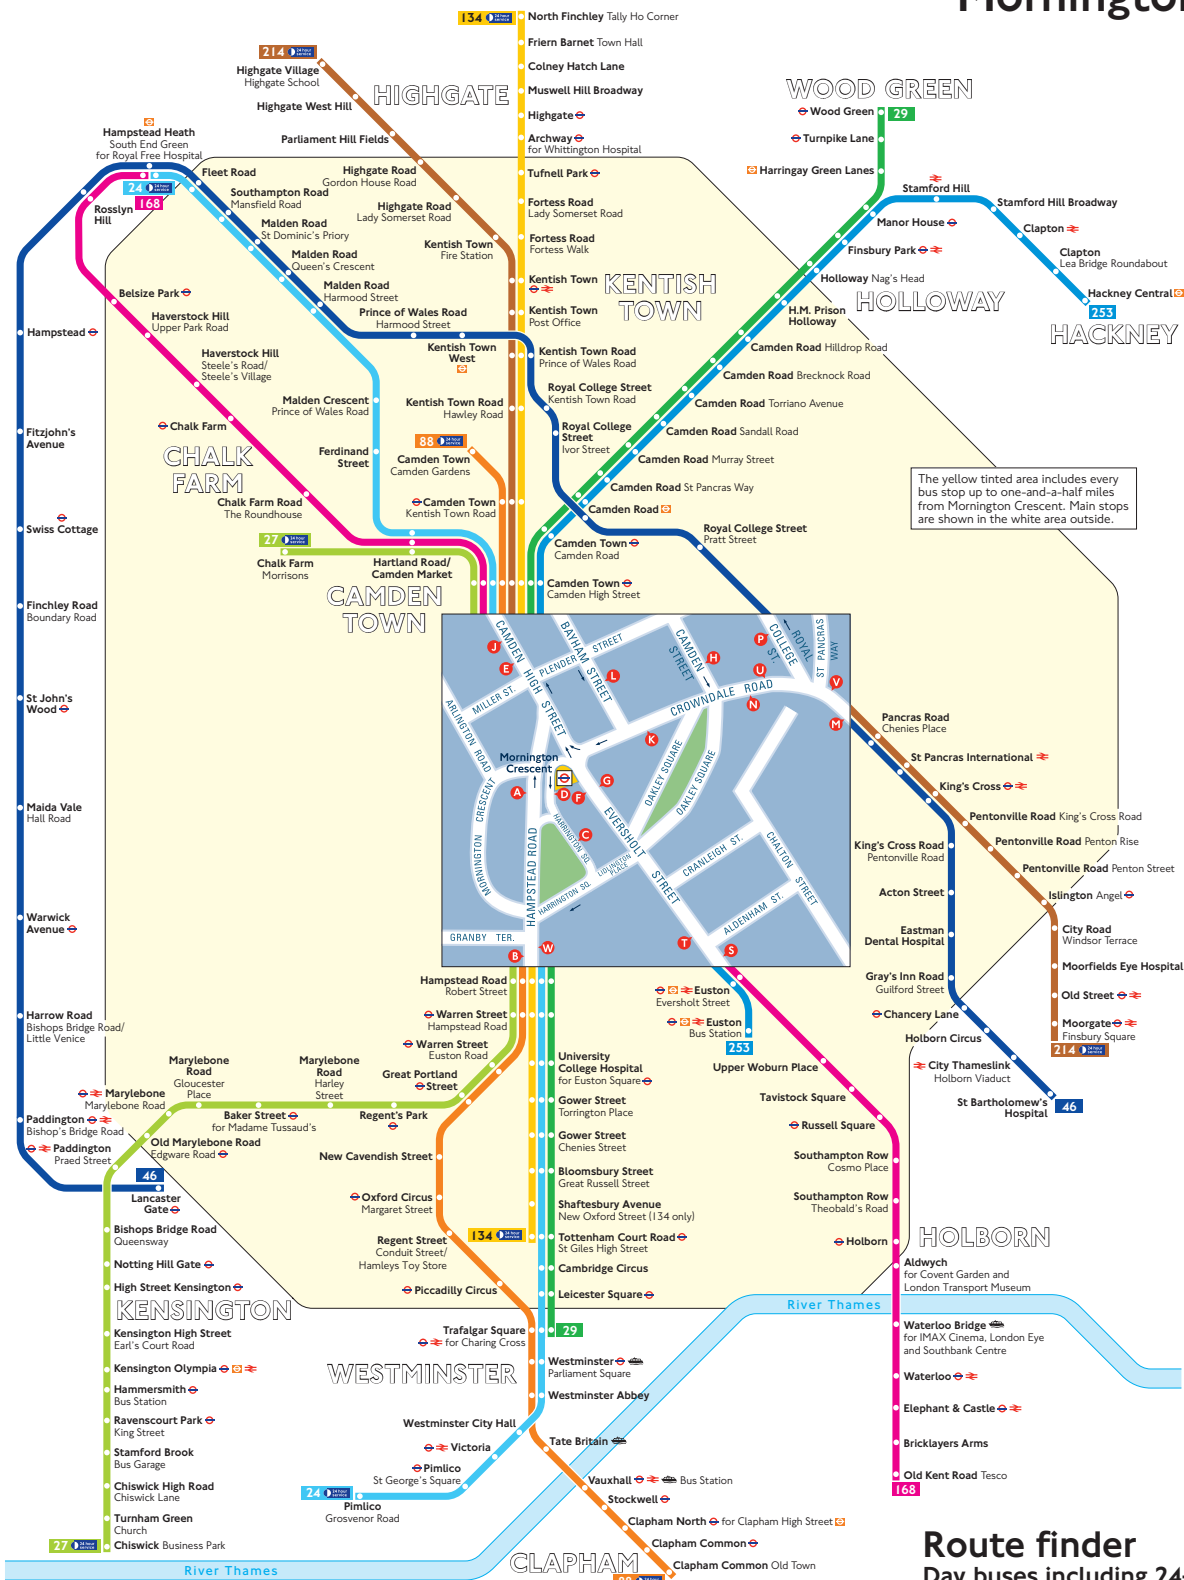 Mornington
134 24 hour service
North Finchley Tally Ho Corner
Friern Barnet Town Hall
Colney Hatch Lane
Muswell Hill Broadway
Highgate
Archway
for Whittington Hospital
Tufnell Park
Fortess Road
Lady Somerset Road
Fortess Road
Fortess Walk
Kentish Town
Kentish Town
Post Office
Kentish Town Road
Prince of Wales Road
214 24 hour service
Highgate Village
Highgate School
HIGHGATE
Highgate West Hill
Parliament Hill Fields
Highgate Road
Gordon House Road
Highgate Road
Lady Somerset Road
Kentish Town
Fire Station
KENTISH
TOWN
WOOD GREEN
Wood Green
29
Turnpike Lane
Harringay Green Lanes
Stamford Hill
Stamford Hill Broadway
Manor House
Clapton
Finsbury Park
Clapton
Lea Bridge Roundabout
Holloway Nag's Head
HOLLOWAY
Hackney Central
253
HACKNEY
H.M. Prison
Holloway
Camden Road Hilldrop Road
Camden Road Brecknock Road
Camden Road Torriano Avenue
Camden Road Sandall Road
Camden Road Murray Street
Camden Road St Pancras Way
Camden Road
Hampstead Heath
South End Green
for Royal Free Hospital
24 24 hour service
168
Rosslyn
Hill
Fleet Road
Southampton Road
Mansfield Road
Malden Road
St Dominic's Priory
Malden Road
Queen's Crescent
Malden Road
Harmood Street
Prince of Wales Road
Harmood Street
Kentish Town
West
Belsize Park
Haverstock Hill
Upper Park Road
Haverstock Hill
Steele's Road/
Steele's Village
Hampstead
Malden Crescent
Prince of Wales Road
Kentish Town Road
Hawley Road
Royal College Street
Kentish Town Road
Royal College
Street
Ivor Street
Chalk Farm
CHALK
FARM
Fitzjohn's
Avenue
Ferdinand
Street
88 24 hour service
Camden Town
Camden Gardens
Camden Town
Kentish Town Road
Chalk Farm Road
The Roundhouse
Swiss Cottage
27 24 hour service
Chalk Farm
Morrisons
Hartland Road/
Camden Market
CAMDEN
TOWN
Camden Town
Camden Road
Camden Town
Camden High Street
Royal College Street
Pratt Street
The yellow tinted area includes every
bus stop up to one-and-a-half miles
from Mornington Crescent. Main stops
are shown in the white area outside.
Finchley Road
Boundary Road
St John's
Wood
Maida Vale
Hall Road
Warwick
Avenue
Harrow Road
Bishops Bridge Road/
Little Venice
CAMDEN HIGH STREET
BAYHAM STREET
PLENDER STREET
CAMDEN STREET
ROYAL COLLEGE ST.
ST PANCRAS WAY
MILLER ST.
ARLINGTON ROAD
CROWNDALE ROAD
Mornington
Crescent
MORNINGTON CRESCENT
HAMPSTEAD ROAD
HARRINGTON SQ.
HARRINGTON SQ.
LIDLINGTON PLACE
EVERSHOLT STREET
OAKLEY SQUARE
OAKLEY SQUARE
CRANLEIGH ST.
CHALTON STREET
ALDENHAM ST.
GRANBY TER.
J
E
L
H
P
U
V
N
M
K
G
A
D
F
C
T
S
B
W
Pancras Road
Chenies Place
St Pancras International
King's Cross
Pentonville Road King's Cross Road
Pentonville Road Penton Rise
Pentonville Road Penton Street
Islington Angel
City Road
Windsor Terrace
Moorfields Eye Hospital
Old Street
Moorgate
Finsbury Square
214 24 hour service
King's Cross Road
Pentonville Road
Acton Street
Eastman
Dental Hospital
Gray's Inn Road
Guilford Street
Chancery Lane
Holborn Circus
City Thameslink
Holborn Viaduct
St Bartholomew's
Hospital
46
Hampstead Road
Robert Street
Warren Street
Hampstead Road
Warren Street
Euston Road
Great Portland
Street
Euston
Eversholt Street
Euston
Bus Station
253
University
College Hospital
for Euston Square
Gower Street
Torrington Place
Gower Street
Chenies Street
Bloomsbury Street
Great Russell Street
Shaftesbury Avenue
New Oxford Street (134 only)
134 24 hour service
Tottenham Court Road
St Giles High Street
Cambridge Circus
Leicester Square
Trafalgar Square
for Charing Cross
29
Marylebone
Road
Gloucester
Place
Marylebone
Road
Harley
Street
Marylebone
Marylebone Road
Baker Street
for Madame Tussaud's
Regent's Park
Paddington
Bishop's Bridge Road
Old Marylebone Road
Edgware Road
Paddington
Praed Street
46
Lancaster
Gate
New Cavendish Street
Oxford Circus
Margaret Street
Regent Street
Conduit Street/
Hamleys Toy Store
Piccadilly Circus
Upper Woburn Place
Tavistock Square
Russell Square
Southampton Row
Cosmo Place
Southampton Row
Theobald's Road
Holborn
HOLBORN
Aldwych
for Covent Garden and
London Transport Museum
River Thames
Waterloo Bridge
for IMAX Cinema, London Eye
and Southbank Centre
Waterloo
Elephant & Castle
Bricklayers Arms
Old Kent Road Tesco
168
Bishops Bridge Road
Queensway
Notting Hill Gate
High Street Kensington
KENSINGTON
Kensington High Street
Earl's Court Road
Kensington Olympia
Hammersmith
Bus Station
Ravenscourt Park
King Street
Stamford Brook
Bus Garage
Chiswick High Road
Chiswick Lane
Turnham Green
Church
27 24 hour service
Chiswick Business Park
River Thames
WESTMINSTER
Westminster
Parliament Square
Westminster Abbey
Westminster City Hall
Victoria
Pimlico
St George's Square
24 24 hour service
Pimlico
Grosvenor Road
Tate Britain
Vauxhall Bus Station
Stockwell
Clapham North for Clapham High Street
Clapham Common
Clapham Common Old Town
CLAPHAM
88
Route finder
Day buses including 24-